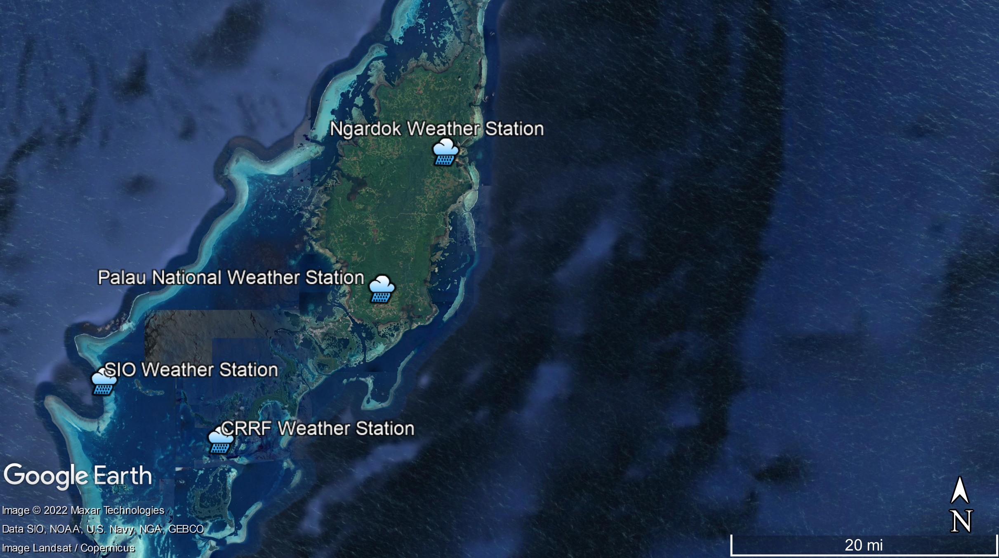 Ngardok Weather Station
Palau National Weather Station
SIO Weather Station
CRRF Weather Station
Google Earth
Image © 2022 Maxar Technologies
Data SIO, NOAA, U.S. Navy, NGA, GEBCO
Image Landsat / Copernicus
N
20 mi